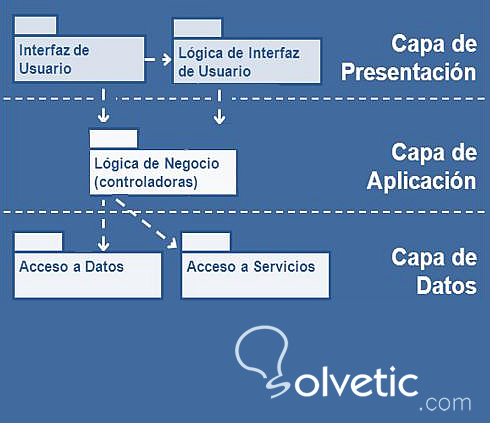 Interfaz de
Usuario
Lógica de Interfaz
de Usuario
Capa de
Presentación
Lógica de Negocio
(controladoras)
Capa de
Aplicación
Acceso a Datos
Acceso a Servicios
Capa de
Datos
Solvetic
.com